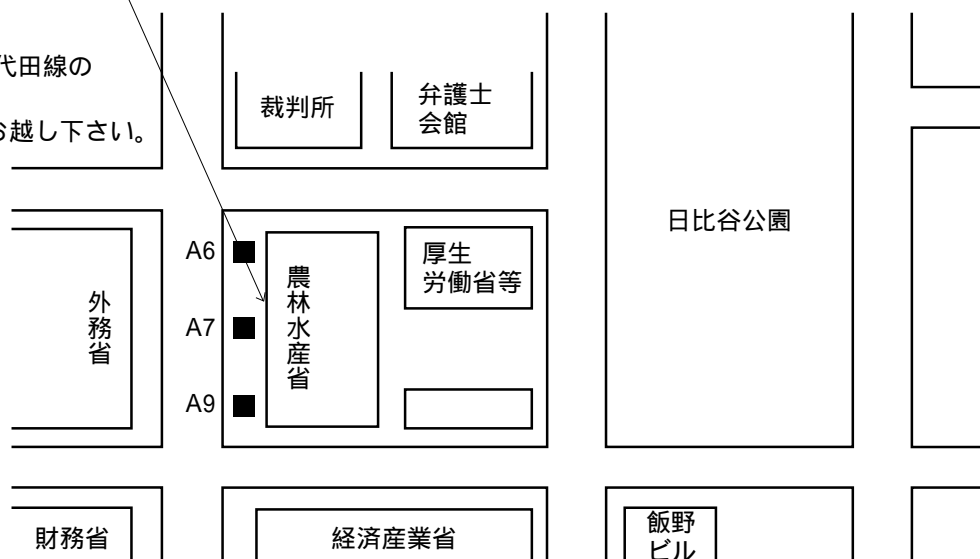 代田線の
お越し下さい。
裁判所
弁護士
会館
日比谷公園
A6
A7
A9
農林水産省
厚生
労働省等
外務省
財務省
経済産業省
飯野
ビル